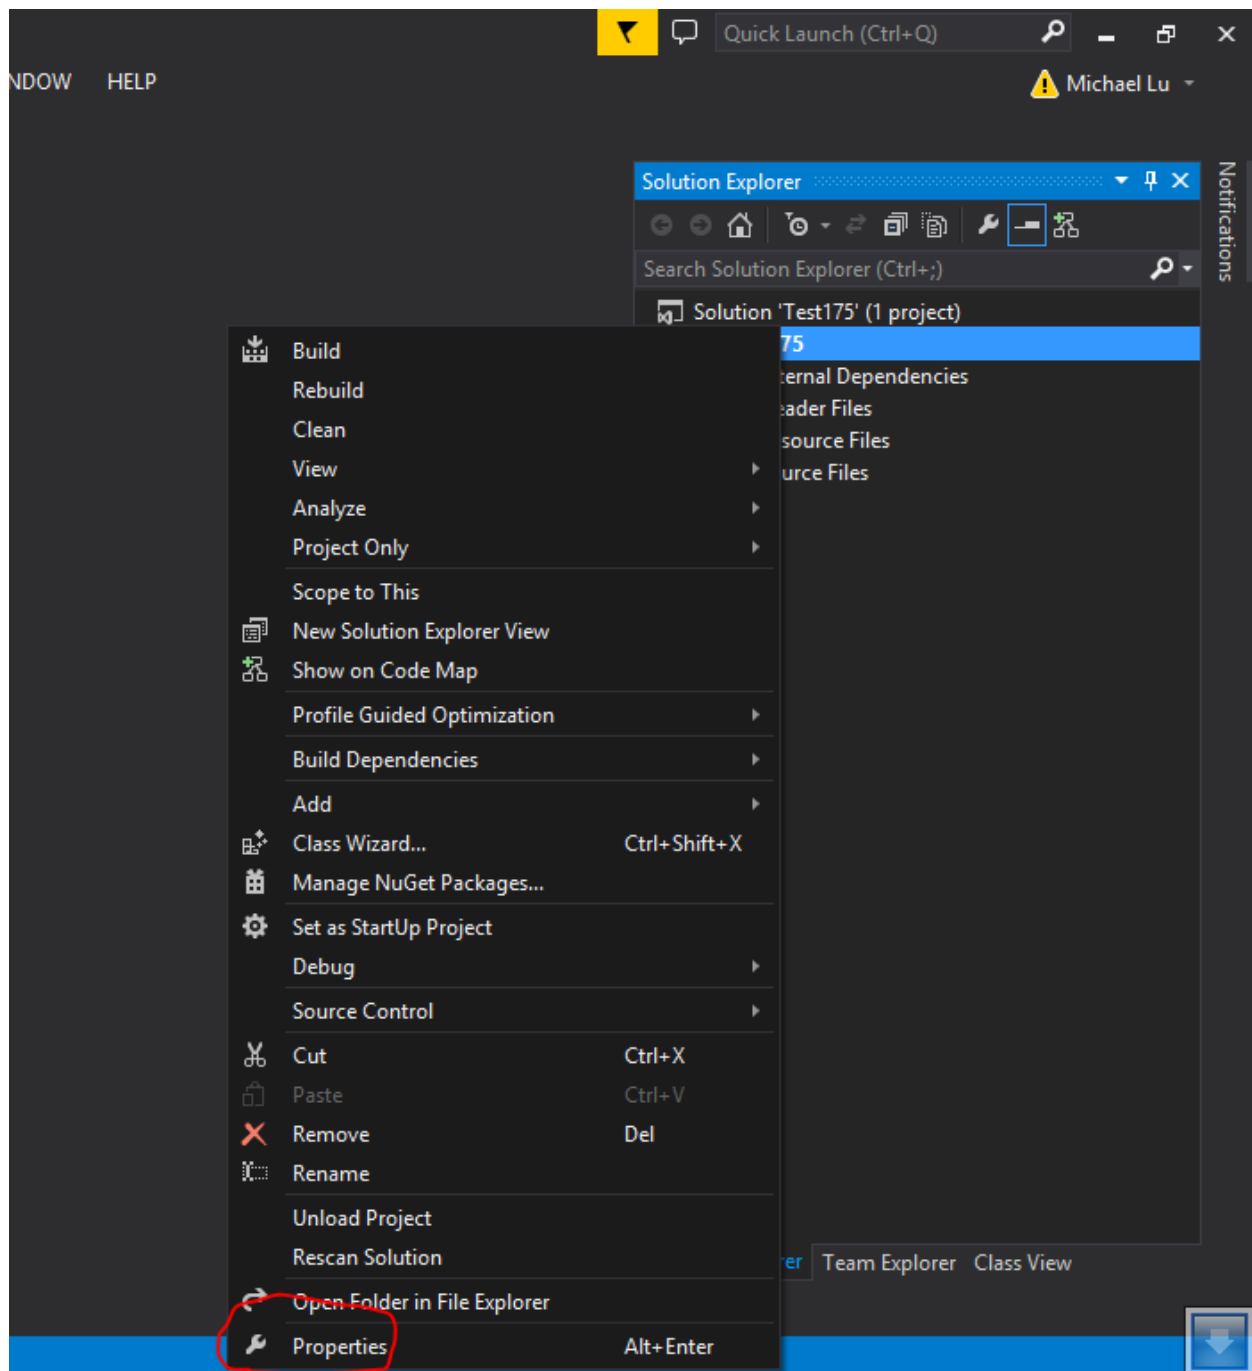 Quick Launch (Ctrl+Q)
NDOW HELP
Michael Lu
Notifications
Solution Explorer
Search Solution Explorer (Ctrl+;)
Solution 'Test175' (1 project)
75
ternal Dependencies
eader Files
source Files
urce Files
Build
Rebuild
Clean
View
Analyze
Project Only
Scope to This
New Solution Explorer View
Show on Code Map
Profile Guided Optimization
Build Dependencies
Add
Class Wizard... Ctrl+Shift+X
Manage NuGet Packages...
Set as StartUp Project
Debug
Source Control
Cut Ctrl+X
Paste Ctrl+V
Remove Del
Rename
Unload Project
Rescan Solution
Open Folder in File Explorer
Properties Alt+Enter
er Team Explorer Class View